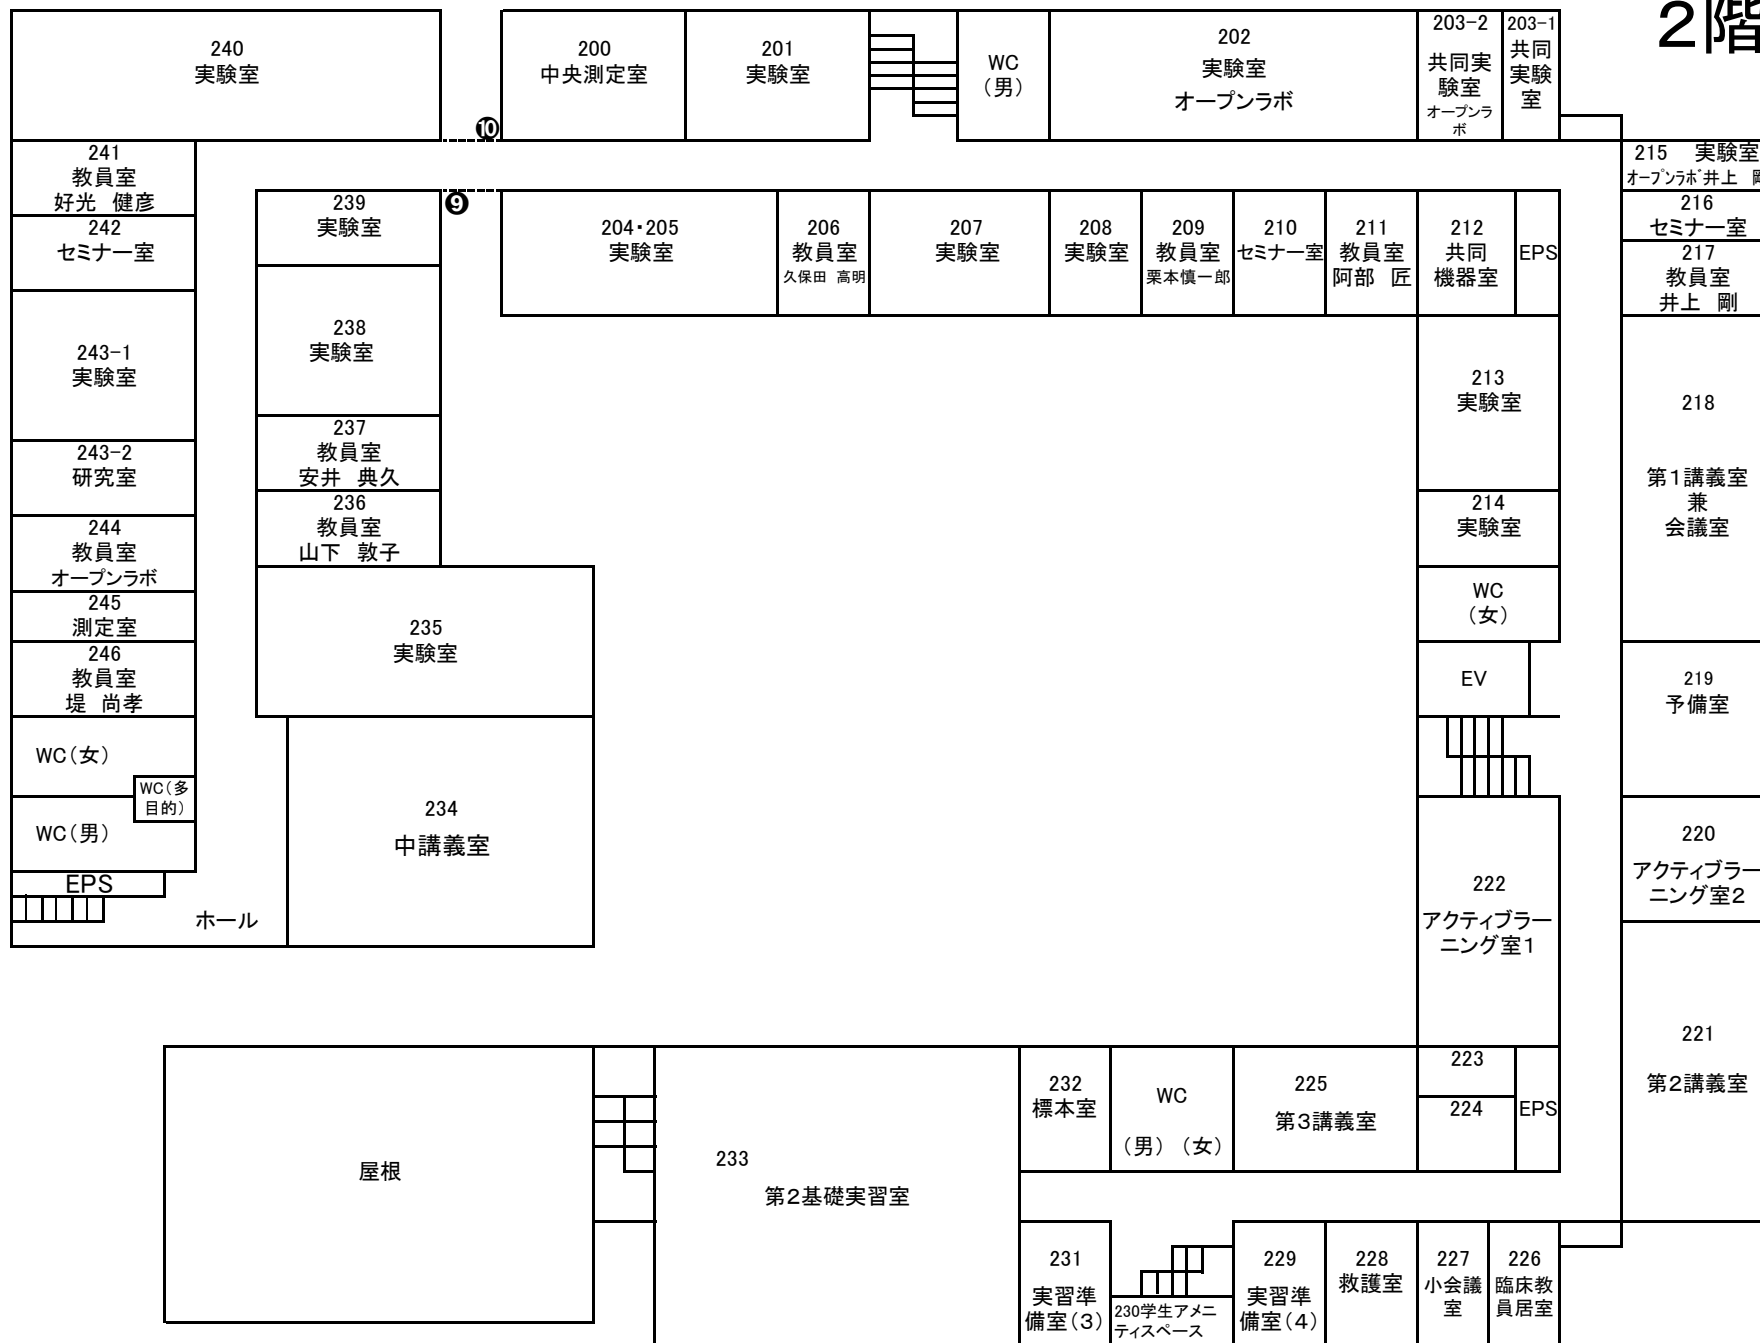 2階
240
実験室
200
中央測定室
201
実験室
WC
（男）
202
実験室
オープンラボ
203-2
共同実
験室
オープンラ
ボ
203-1
共同
実験
室
❿
❾
241
教員室
好光　健彦
242
セミナー室
243-1
実験室
243-2
研究室
244
教員室
オープンラボ
245
測定室
246
教員室
堤　尚孝
WC（女）
WC（多
目的）
WC（男）
EPS
ホール
239
実験室
238
実験室
237
教員室
安井　典久
236
教員室
山下　敦子
235
実験室
234
中講義室
204・205
実験室
206
教員室
久保田　高明
207
実験室
208
実験室
209
教員室
栗本慎一郎
210
セミナー室
211
教員室
阿部　匠
212
共同
機器室
EPS
213
実験室
214
実験室
WC
（女）
EV
222
アクティブラー
ニング室1
215　実験室
オープンラボ井上
216
セミナー室
217
教員室
井上　剛
218
第1講義室
兼
会議室
219
予備室
220
アクティブラー
ニング室2
221
第2講義室
屋根
233
第2基礎実習室
232
標本室
WC
（男）（女）
225
第3講義室
223
224
EPS
231
実習準
備室（3）
230学生アメニ
ティスペース
229
実習準
備室（4）
228
救護室
227
小会議
室
226
臨床教
員居室